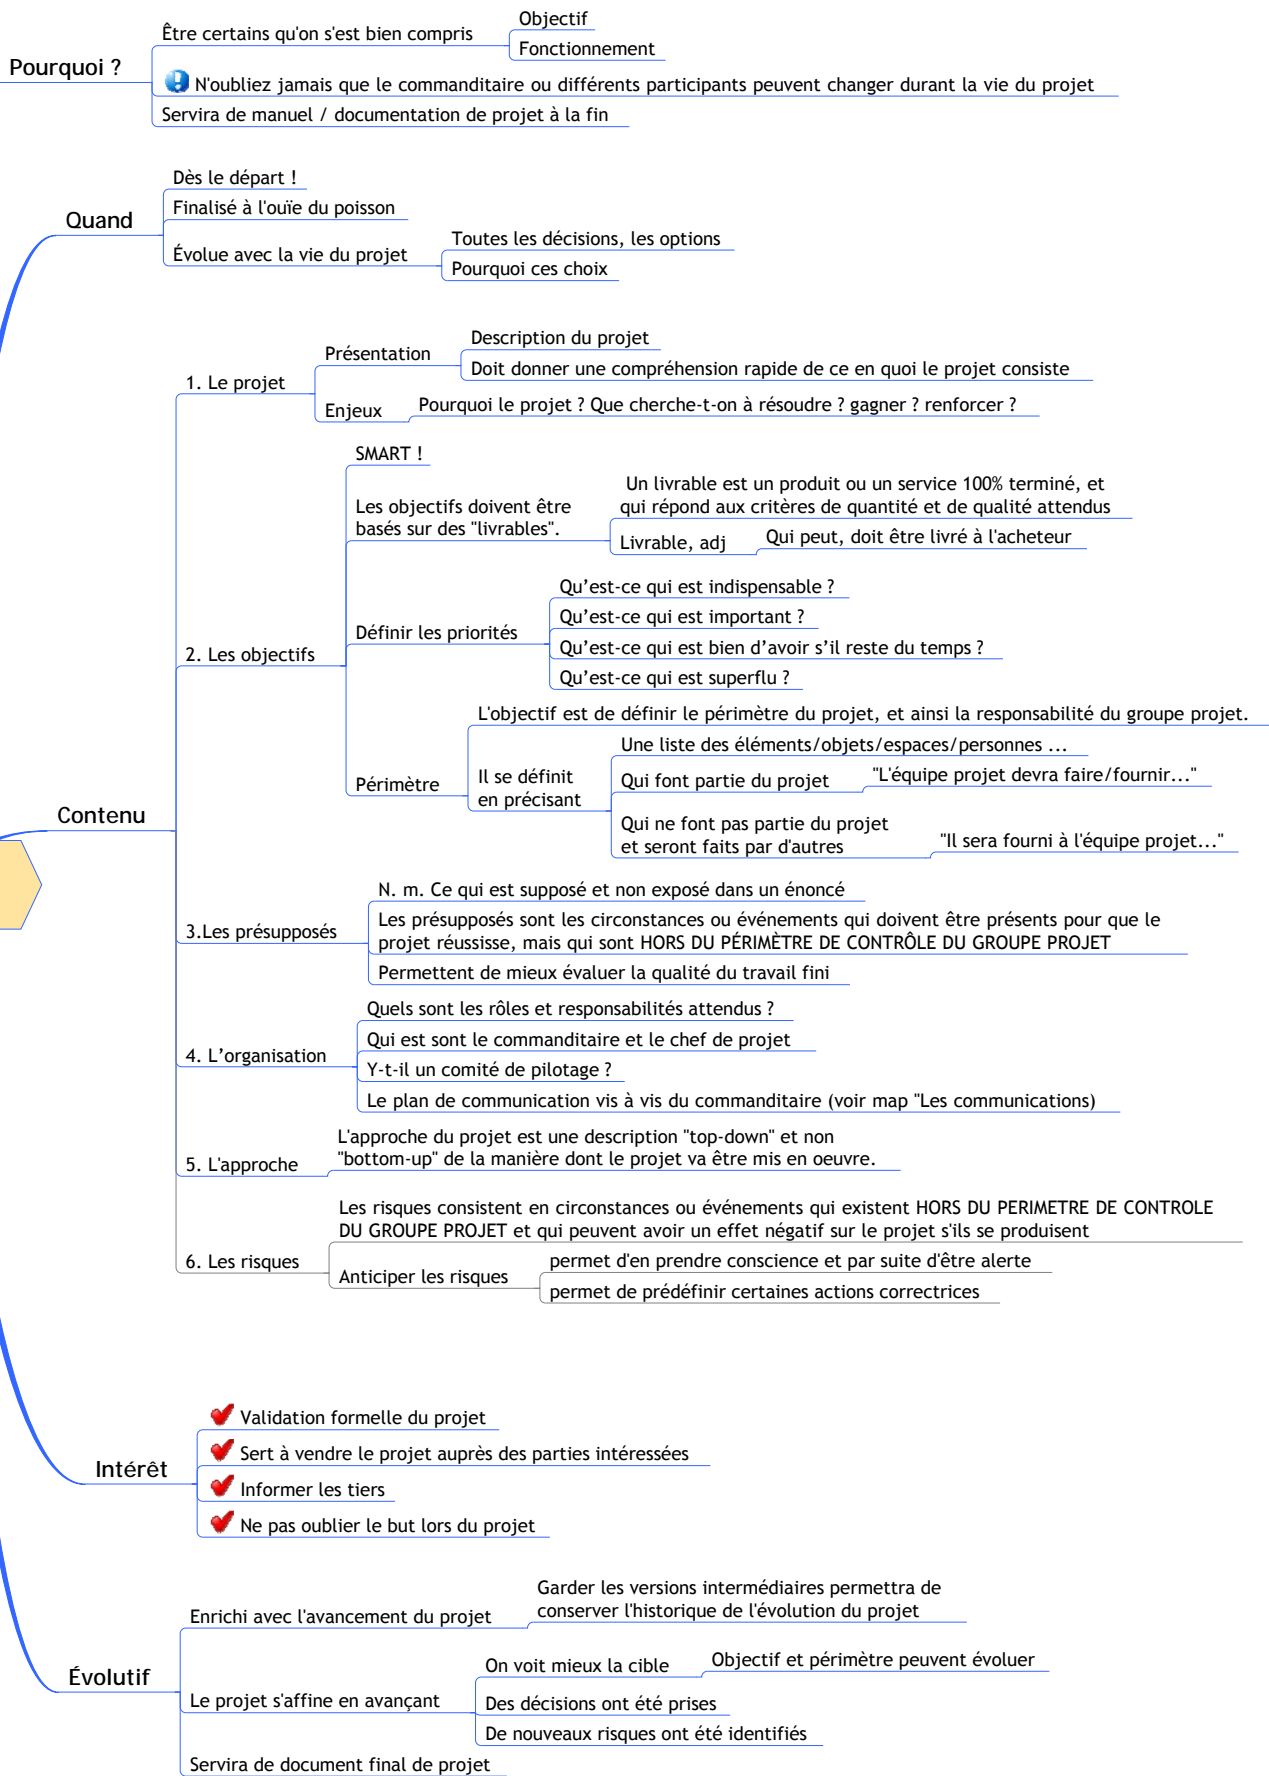 Pourquoi ?
Être certains qu'on s'est bien compris
Objectif
Fonctionnement
N'oubliez jamais que le commanditaire ou différents participants peuvent changer durant la vie du projet
Servira de manuel / documentation de projet à la fin
Quand
Dès le départ !
Finalisé à l'ouïe du poisson
Évolue avec la vie du projet
Toutes les décisions, les options
Pourquoi ces choix
Contenu
1. Le projet
Présentation
Description du projet
Doit donner une compréhension rapide de ce en quoi le projet consiste
Enjeux
Pourquoi le projet ? Que cherche-t-on à résoudre ? gagner ? renforcer ?
2. Les objectifs
SMART !
Les objectifs doivent être
basés sur des "livrables".
Un livrable est un produit ou un service 100% terminé, et
qui répond aux critères de quantité et de qualité attendus
Livrable, adj
Qui peut, doit être livré à l'acheteur
Définir les priorités
Qu’est-ce qui est indispensable ?
Qu’est-ce qui est important ?
Qu’est-ce qui est bien d’avoir s’il reste du temps ?
Qu’est-ce qui est superflu ?
Périmètre
L'objectif est de définir le périmètre du projet, et ainsi la responsabilité du groupe projet.
Il se définit
en précisant
Une liste des éléments/objets/espaces/personnes ...
Qui font partie du projet
"L'équipe projet devra faire/fournir..."
Qui ne font pas partie du projet
et seront faits par d'autres
"Il sera fourni à l'équipe projet..."
3.Les présupposés
N. m. Ce qui est supposé et non exposé dans un énoncé
Les présupposés sont les circonstances ou événements qui doivent être présents pour que le
projet réussisse, mais qui sont HORS DU PÉRIMÈTRE DE CONTRÔLE DU GROUPE PROJET
Permettent de mieux évaluer la qualité du travail fini
4. L’organisation
Quels sont les rôles et responsabilités attendus ?
Qui est sont le commanditaire et le chef de projet
Y-t-il un comité de pilotage ?
Le plan de communication vis à vis du commanditaire (voir map "Les communications)
5. L'approche
L'approche du projet est une description "top-down" et non
"bottom-up" de la manière dont le projet va être mis en oeuvre.
6. Les risques
Les risques consistent en circonstances ou événements qui existent HORS DU PERIMETRE DE CONTROLE
DU GROUPE PROJET et qui peuvent avoir un effet négatif sur le projet s'ils se produisent
Anticiper les risques
permet d'en prendre conscience et par suite d'être alerte
permet de prédéfinir certaines actions correctrices
Intérêt
Validation formelle du projet
Sert à vendre le projet auprès des parties intéressées
Informer les tiers
Ne pas oublier le but lors du projet
Évolutif
Enrichi avec l'avancement du projet
Garder les versions intermédiaires permettra de
conserver l'historique de l'évolution du projet
Le projet s'affine en avançant
On voit mieux la cible
Objectif et périmètre peuvent évoluer
Des décisions ont été prises
De nouveaux risques ont été identifiés
Servira de document final de projet